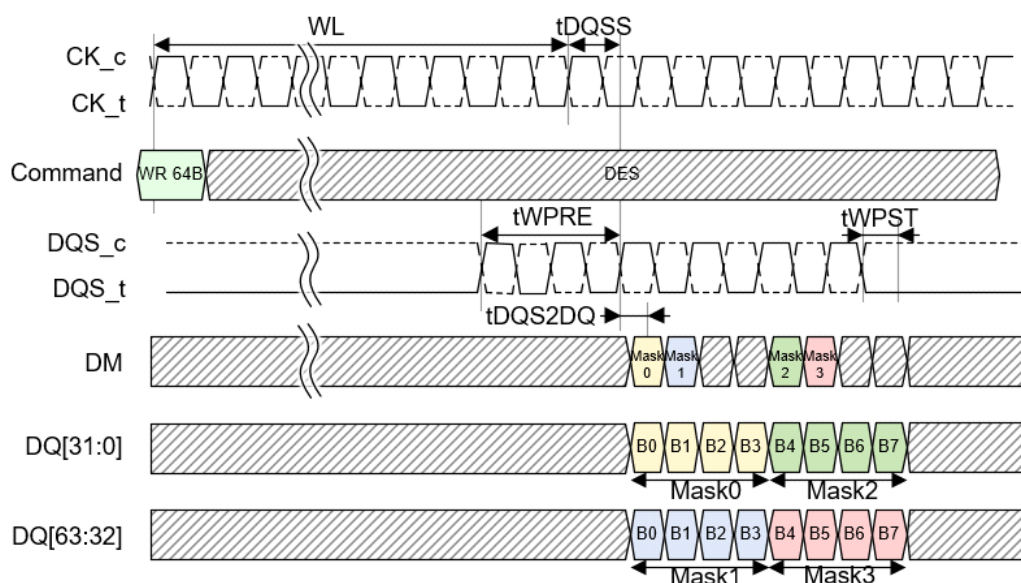 WL
tDQSS
CK_c
CK_t
Command
WR 64B
DES
tWPRE
tWPST
DQS_c
DQS_t
tDQS2DQ
DM
Mask 0
Mask 1
Mask 2
Mask 3
DQ[31:0]
B0 B1 B2 B3 B4 B5 B6 B7
Mask0 Mask2
DQ[63:32]
B0 B1 B2 B3 B4 B5 B6 B7
Mask1 Mask3